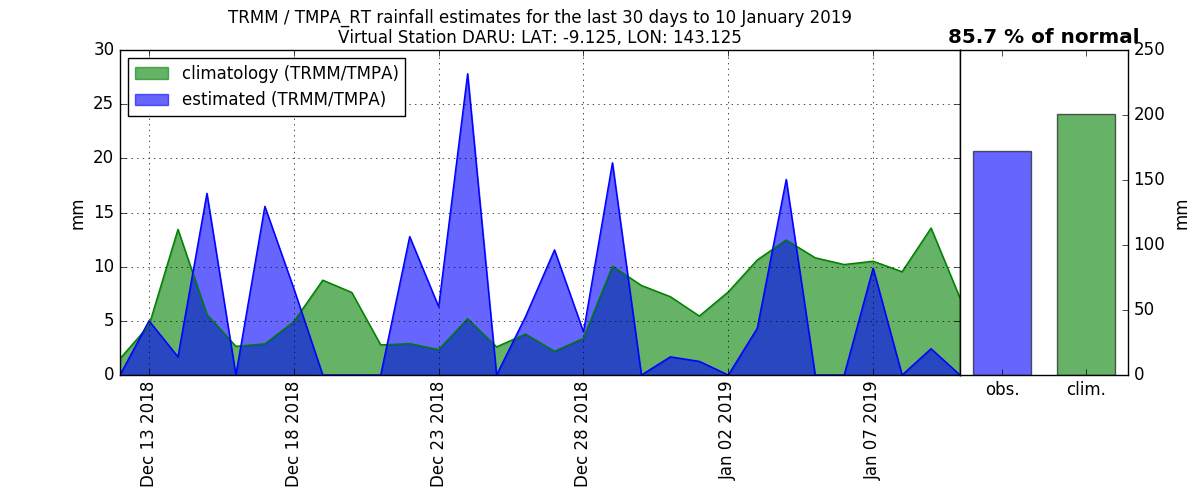 TRMM / TMPA_RT rainfall estimates for the last 30 days to 10 January 2019
Virtual Station DARU: LAT: -9.125, LON: 143.125
85.7 % of normal
climatology (TRMM/TMPA)
estimated (TRMM/TMPA)
30
25
20
15
10
5
0
mm
Dec 13 2018
Dec 18 2018
Dec 23 2018
Dec 28 2018
Jan 02 2019
Jan 07 2019
250
200
150
100
50
0
mm
obs.
clim.